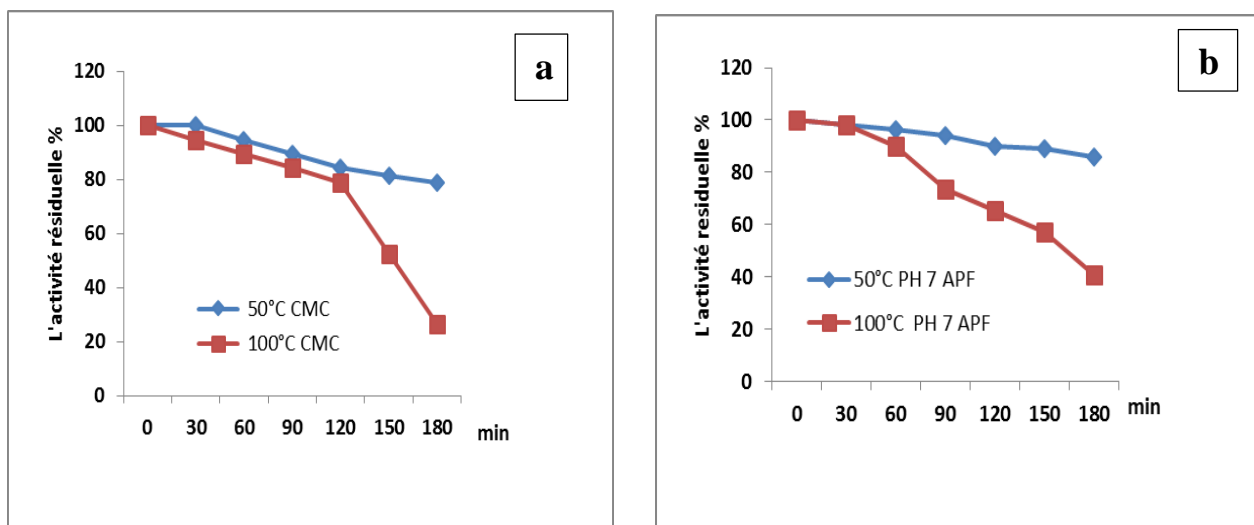 a
L'activité résiduelle %
120
100
80
60
40
20
0
50°C CMC
100°C CMC
0 30 60 90 120 150 180 min
b
L'activité residuelle %
120
100
80
60
40
20
0
50°C PH 7 APF
100°C PH 7 APF
0 30 60 90 120 150 180 min